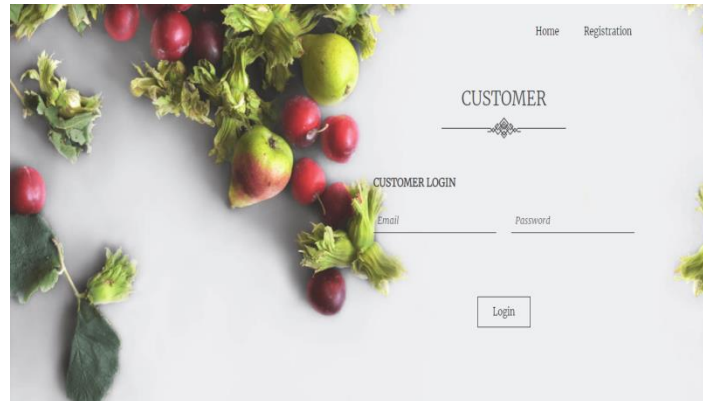 Home Registration
CUSTOMER
CUSTOMER LOGIN
Email Password
Login